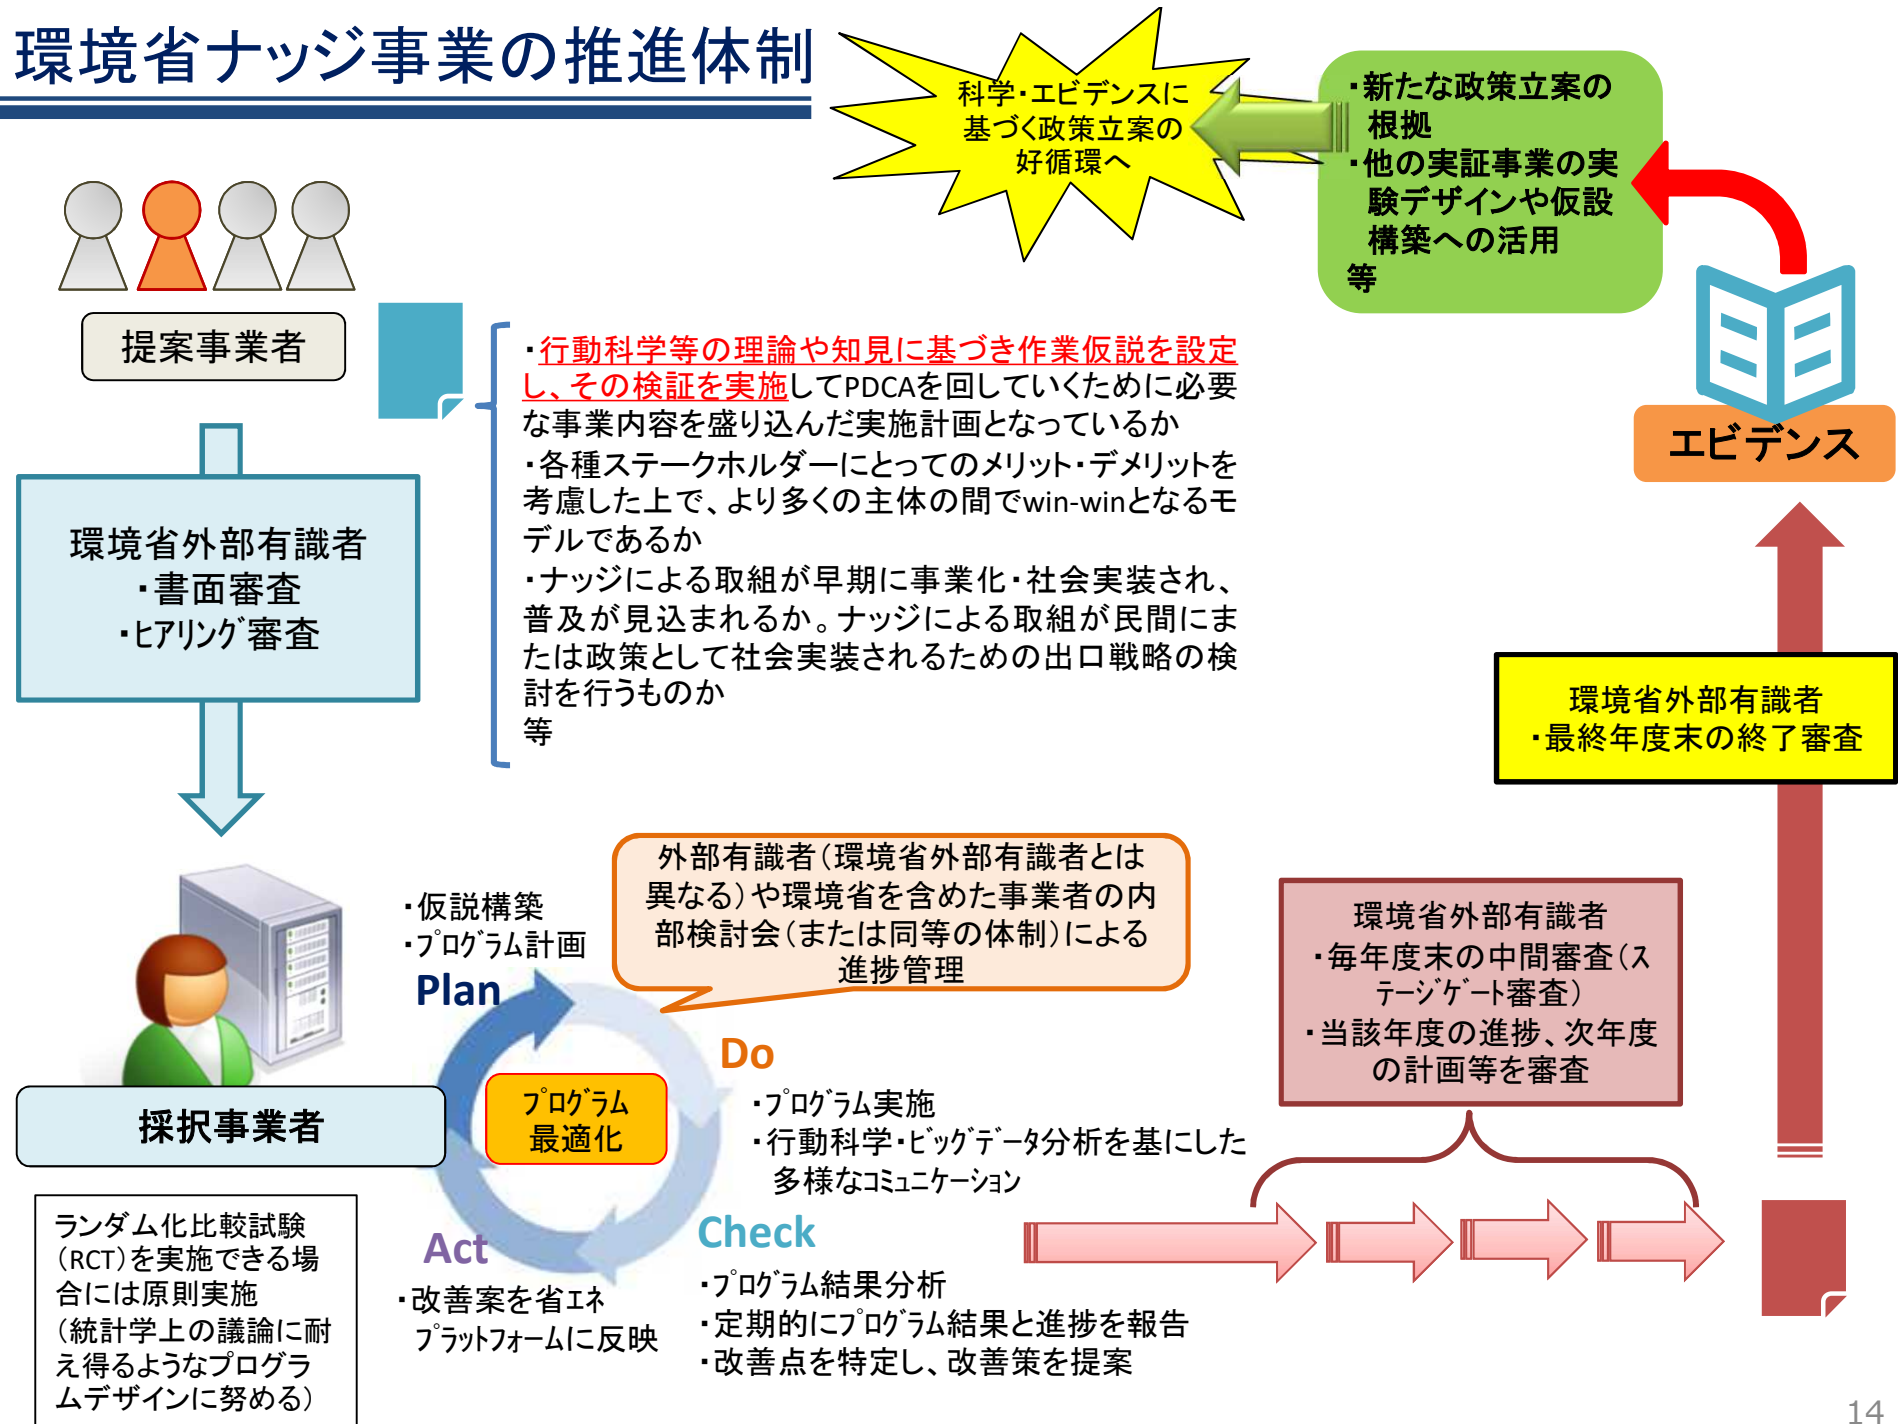 環境省ナッジ事業の推進体制
科学・エビデンスに
基づく政策立案の
好循環へ
・新たな政策立案の
根拠
・他の実証事業の実
験デザインや仮設
構築への活用
等
エビデンス
提案事業者
環境省外部有識者
・書面審査
・ﾋｱﾘﾝｸﾞ審査
・行動科学等の理論や知見に基づき作業仮説を設定
し、その検証を実施してPDCAを回していくために必要
な事業内容を盛り込んだ実施計画となっているか
・各種ステークホルダーにとってのメリット・デメリットを
考慮した上で、より多くの主体の間でwin-winとなるモ
デルであるか
・ナッジによる取組が早期に事業化・社会実装され、
普及が見込まれるか。ナッジによる取組が民間にま
たは政策として社会実装されるための出口戦略の検
討を行うものか
等
環境省外部有識者
・最終年度末の終了審査
採択事業者
ランダム化比較試験
（RCT）を実施できる場
合には原則実施
（統計学上の議論に耐
え得るようなプログラ
ムデザインに努める）
・仮説構築
・ﾌﾟﾛｸﾞﾗﾑ計画
Plan
外部有識者（環境省外部有識者とは
異なる）や環境省を含めた事業者の内
部検討会（または同等の体制）による
進捗管理
ﾌﾟﾛｸﾞﾗﾑ
最適化
Do
・ﾌﾟﾛｸﾞﾗﾑ実施
・行動科学・ﾋﾞｯｸﾞﾃﾞｰﾀ分析を基にした
多様なｺﾐｭﾆｹｰｼｮﾝ
Check
・ﾌﾟﾛｸﾞﾗﾑ結果分析
・定期的にﾌﾟﾛｸﾞﾗﾑ結果と進捗を報告
・改善点を特定し、改善策を提案
Act
・改善案を省ｴﾈ
ﾌﾟﾗｯﾄﾌｫｰﾑに反映
環境省外部有識者
・毎年度末の中間審査（ｽ
ﾃｰｼﾞｹﾞｰﾄ審査）
・当該年度の進捗、次年度
の計画等を審査
14